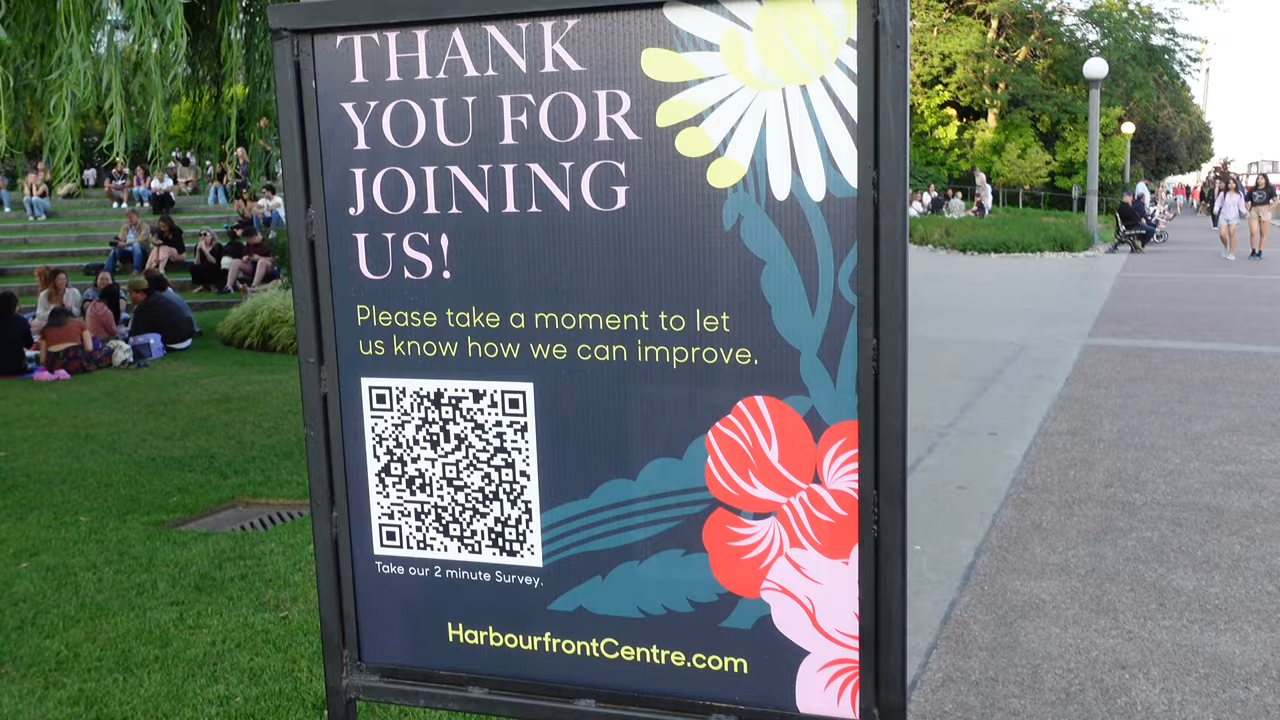 THANK
YOU FOR
JOINING
US!
Please take a moment to let
us know how we can improve.
Take our 2 minute Survey.
HarbourfrontCentre.com